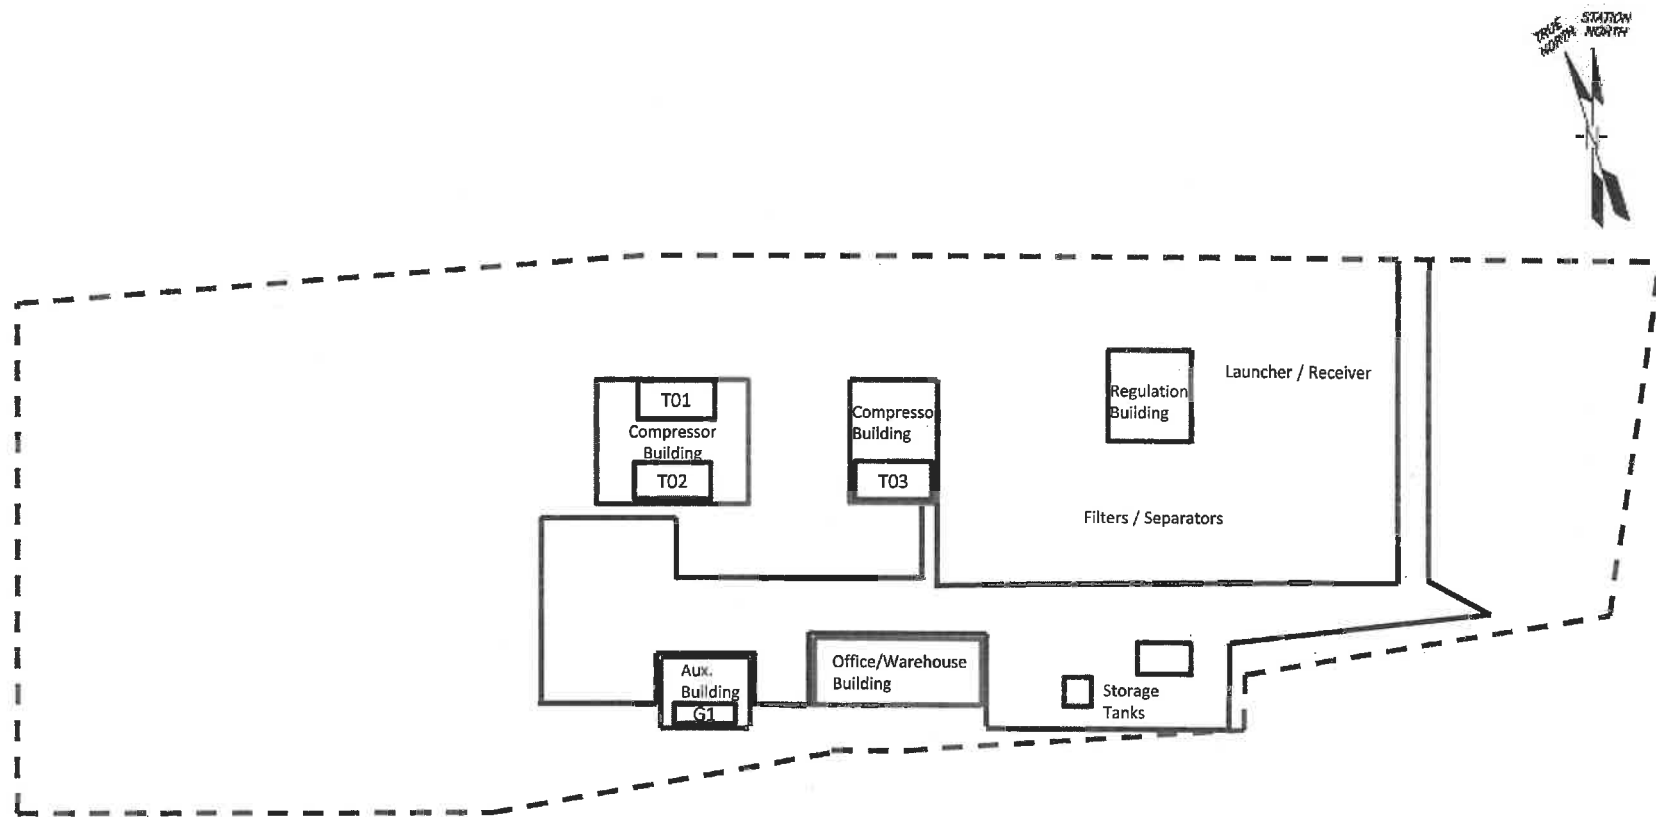 TRUE
NORTH
STATION
NORTH
T01
Compressor
Building
T02
Compresso
Building
T03
Regulation
Building
Launcher / Receiver
Filters / Separators
Aux.
Building
G1
Office/Warehouse
Building
Storage
Tanks